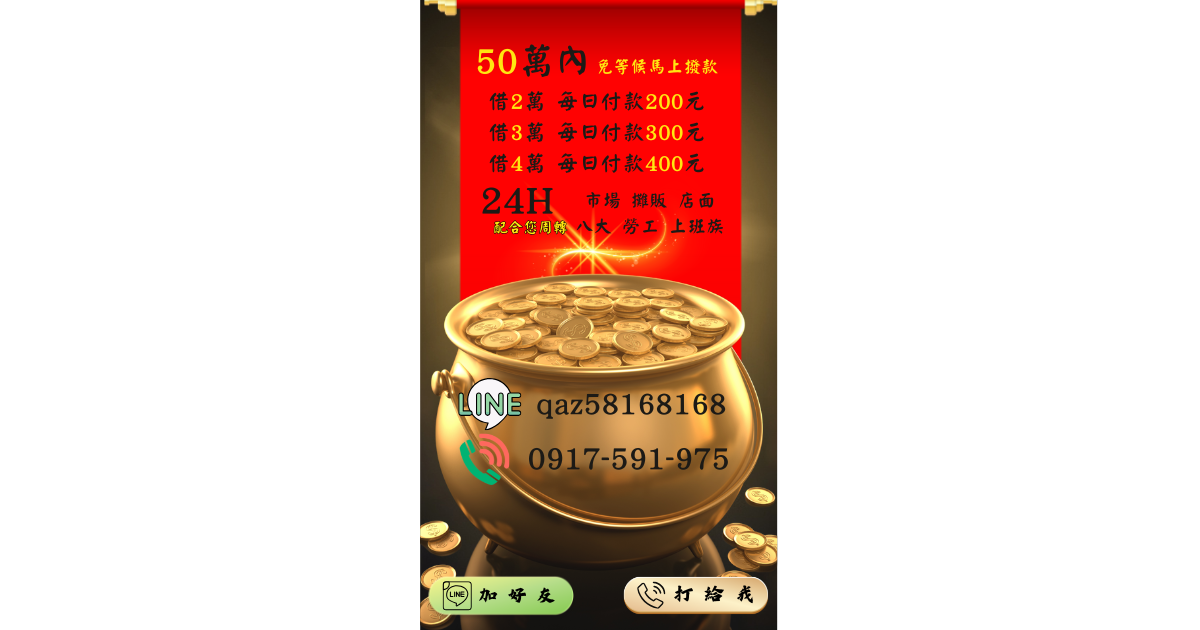 50萬內 免等候馬上撥款
借2萬 每日付款200元
借3萬 每日付款300元
借4萬 每日付款400元
24H 市場 攤販 店面
配合您周轉 八大 勞工 上班族
LINE qaz58168168
0917-591-975
LINE 加好友
打給我